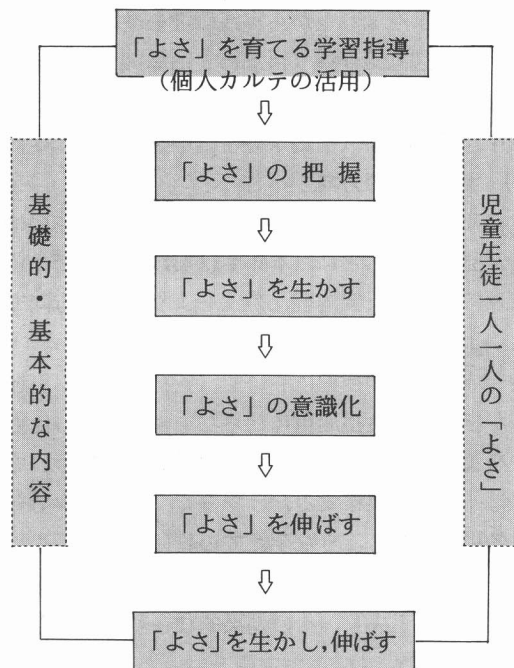 「よさ」を育てる学習指導
（個人カルテの活用）
⇩
「よさ」の 把 握
⇩
「よさ」を生かす
⇩
「よさ」の意識化
⇩
「よさ」を伸ばす
⇩
「よさ」を生かし,伸ばす
基礎的・基本的な内容
児童生徒一人一人の「よさ」